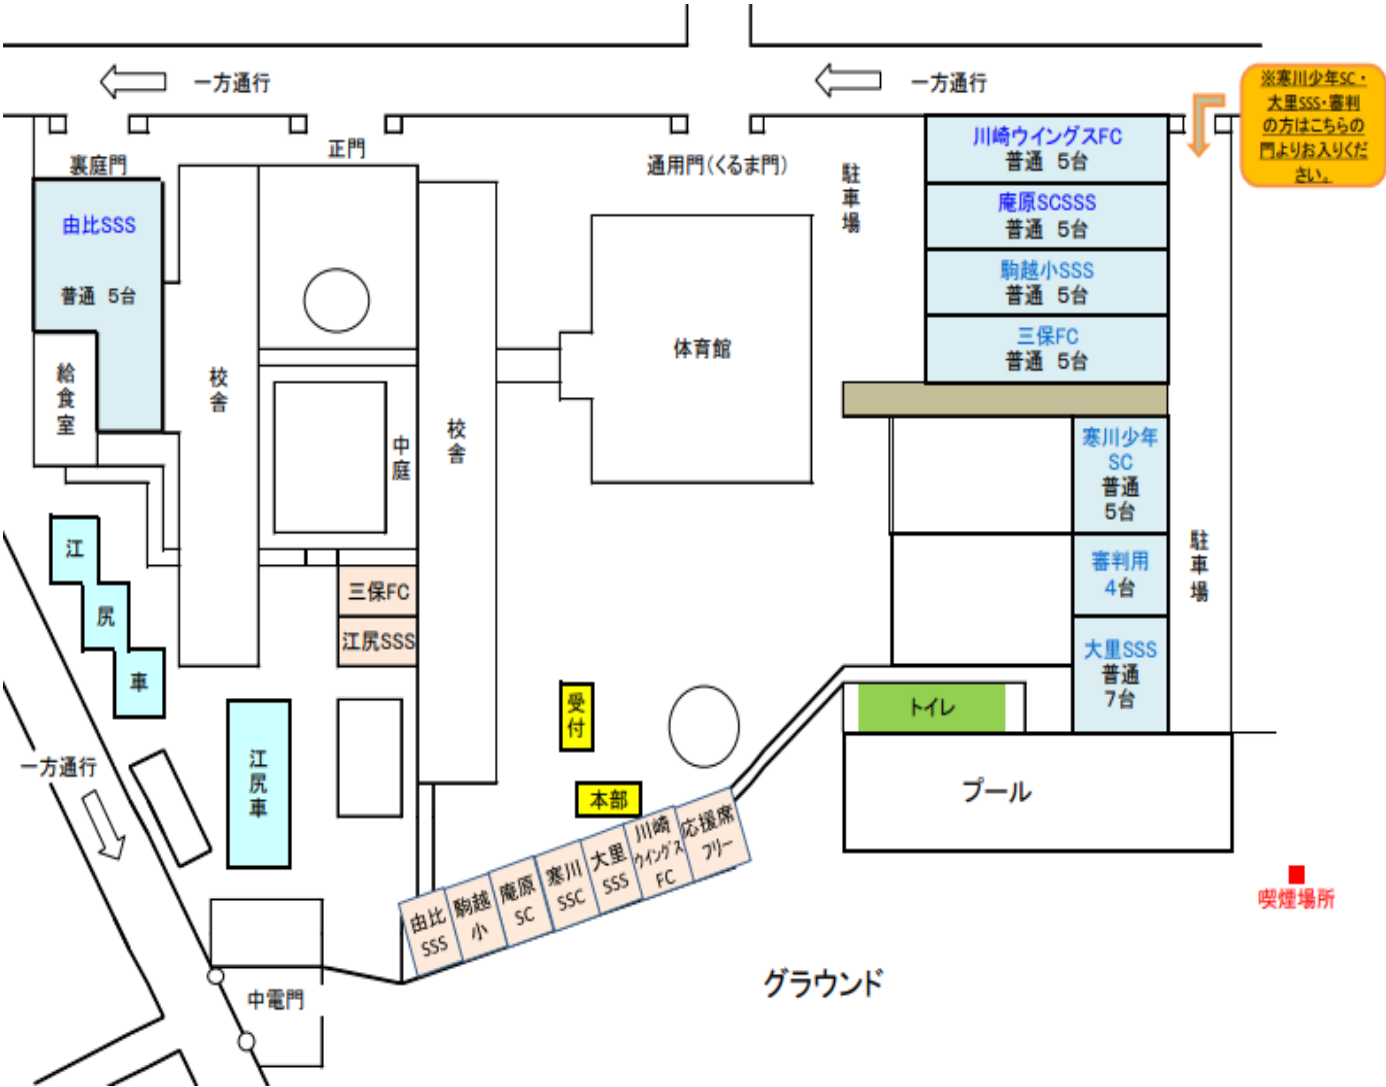 一方通行
一方通行
※寒川少年SC・
大里SSS・審判
の方はこちらの
門よりお入りくだ
さい。
裏庭門
正門
通用門(くるま門)
駐車場
川崎ウイングスFC
普通 5台
庵原SCSSS
普通 5台
駒越小SSS
普通 5台
三保FC
普通 5台
由比SSS
普通 5台
給食室
校舎
中庭
校舎
体育館
寒川少年
SC
普通
5台
審判用
4台
大里SSS
普通
7台
駐車場
江
尻
車
三保FC
江尻SSS
受付
本部
トイレ
プール
江尻車
一方通行
由比
SSS
駒越
小
庵原
SC
寒川
SSC
大里
SSS
川崎
ウイングス
FC
応援席
フリー
喫煙場所
グラウンド
中電門